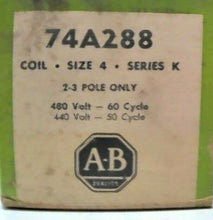 74A288
COIL • SIZE 4 • SERIES K
2-3 POLE ONLY
480 Volt — 60 Cycle
440 Volt — 50 Cycle
A-B
QUALITY